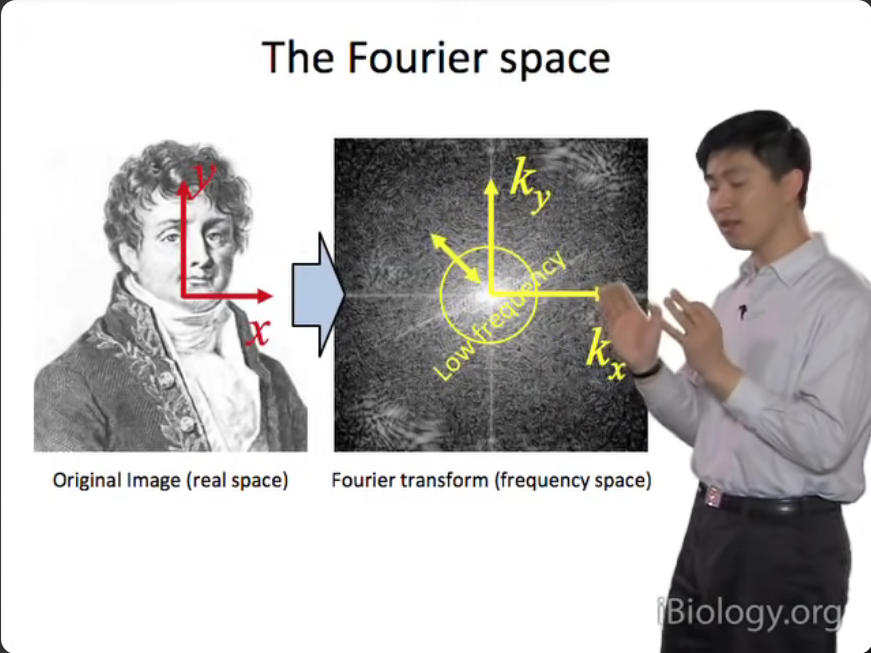 The Fourier space
y
x
k_y
Low frequency
k_x
Original Image (real space)
Fourier transform (frequency space)
iBiology.org